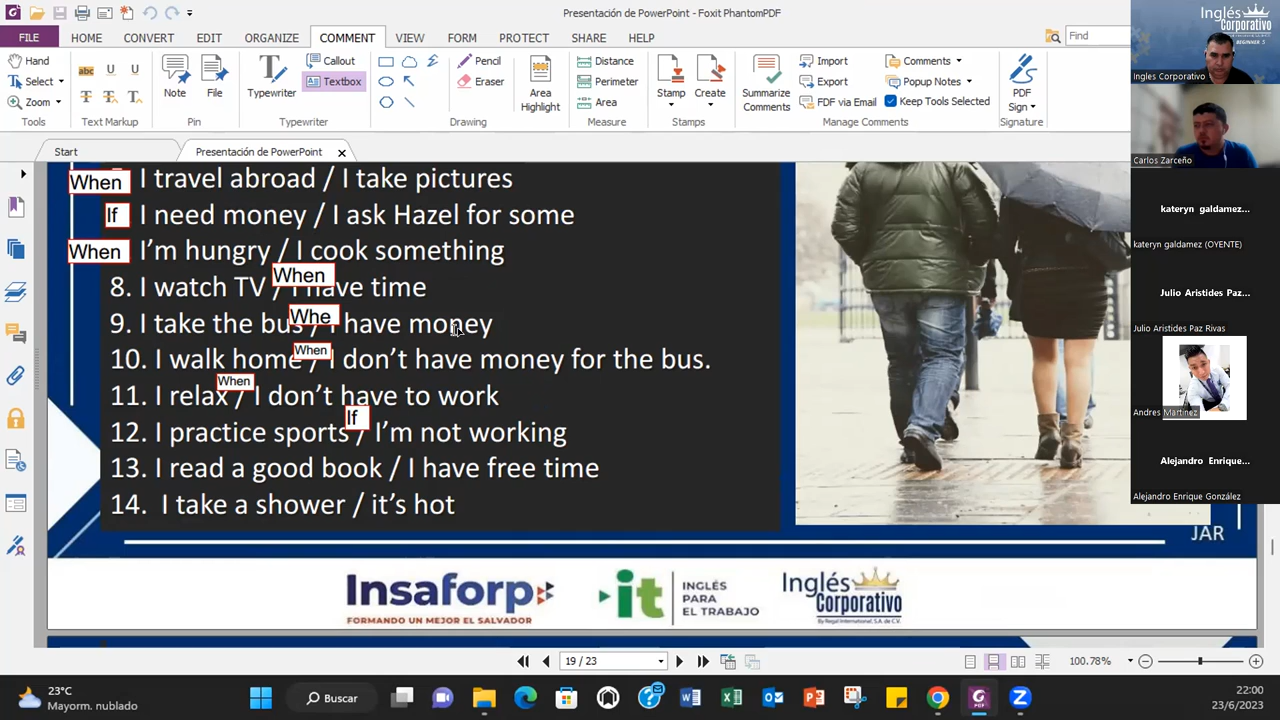 Presentación de PowerPoint - Foxit PhantomPDF
FILE HOME CONVERT EDIT ORGANIZE COMMENT VIEW FORM PROTECT SHARE HELP
Find
Hand
Select
Zoom
Tools
Text Markup
Note
File
Pin
Typewriter
Callout
Textbox
Typewriter
Pencil
Eraser
Drawing
Area
Highlight
Distance
Perimeter
Area
Measure
Stamp
Create
Stamps
Summarize
Comments
Import
Export
FDF via Email
Comments
Popup Notes
Keep Tools Selected
Manage Comments
PDF
Sign
Signature
Start
Presentación de PowerPoint
When I travel abroad / I take pictures
If I need money / I ask Hazel for some
When I’m hungry / I cook something
When
8. I watch TV / I have time
Whe
9. I take the bus / I have money
When
10. I walk home / I don’t have money for the bus.
When
11. I relax / I don’t have to work
If
12. I practice sports / I’m not working
13. I read a good book / I have free time
14. I take a shower / it’s hot
JAR
Insaforp
FORMANDO UN MEJOR EL SALVADOR
it
INGLÉS
PARA
EL TRABAJO
Inglés
Corporativo
By Regal International, S.A. de C.V.
Inglés
Corporativo
BEGINNER 5
Ingles Corporativo
Carlos Zarceño
kateryn galdamez...
kateryn galdamez (OYENTE)
Julio Aristides Paz...
Julio Aristides Paz Rivas
Andres Martinez
Alejandro Enrique...
Alejandro Enrique González
19 / 23
100.78%
23°C
Mayorm. nublado
Buscar
22:00
23/6/2023